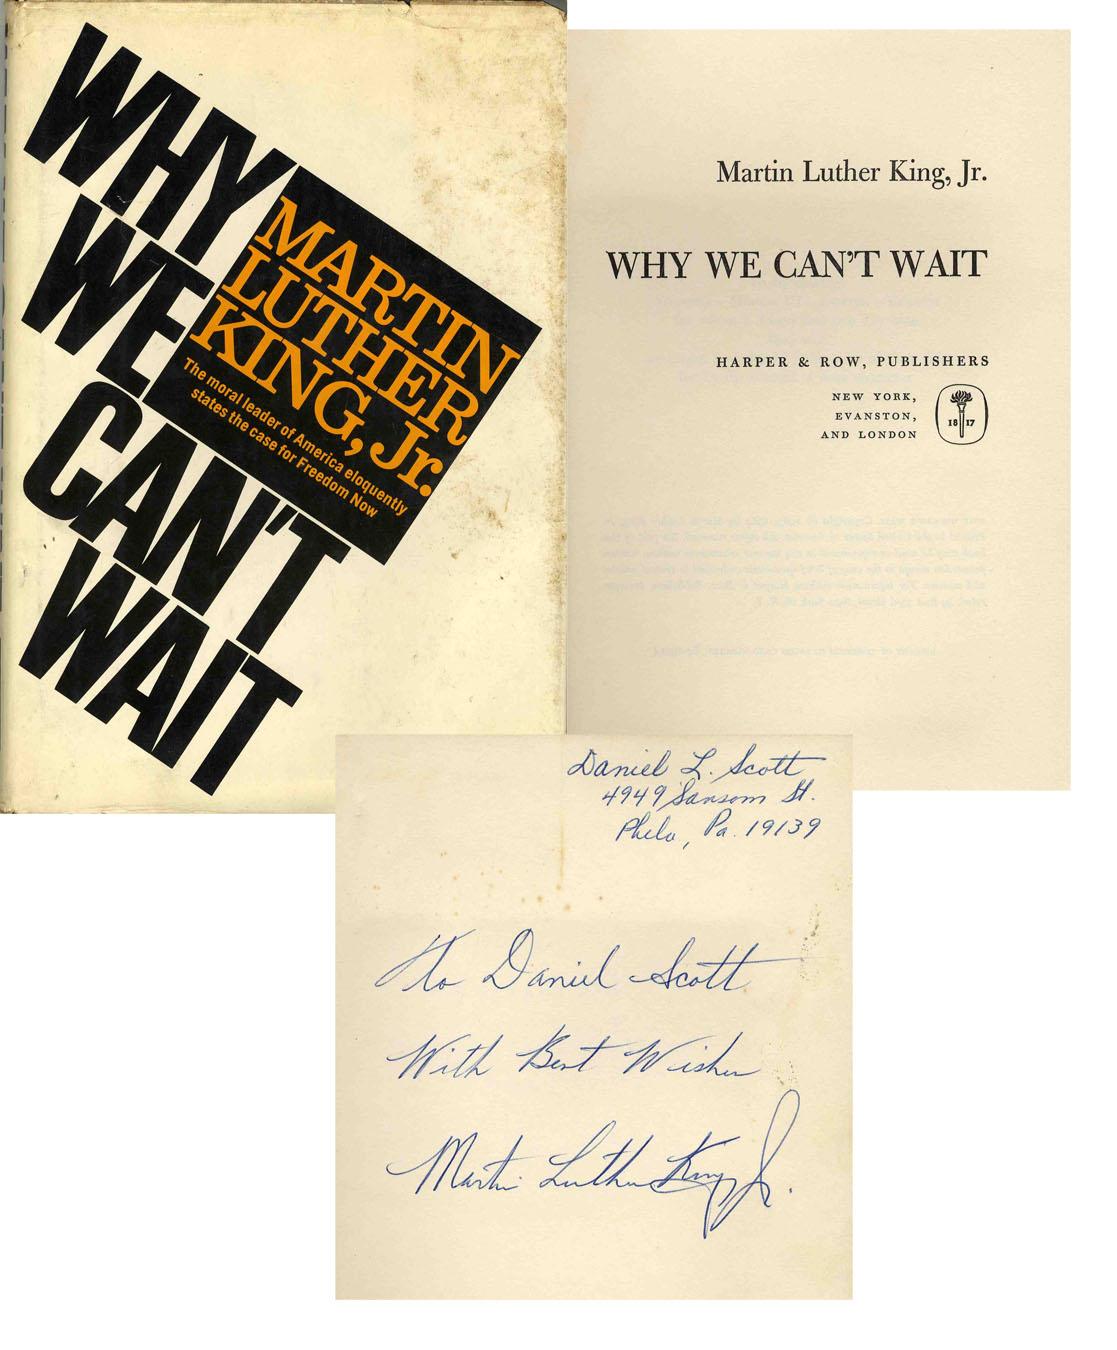 WHY
WE
CAN'T
WAIT
MARTIN
LUTHER
KING, Jr.
The moral leader of America eloquently
states the case for Freedom Now
Martin Luther King, Jr.
WHY WE CAN'T WAIT
HARPER & ROW, PUBLISHERS
NEW YORK,
EVANSTON,
AND LONDON
18 17
Daniel L. Scott
4949 Sansom St.
Phila, Pa. 19139
To Daniel Scott
With Best Wishes
Martin Luther King Jr.